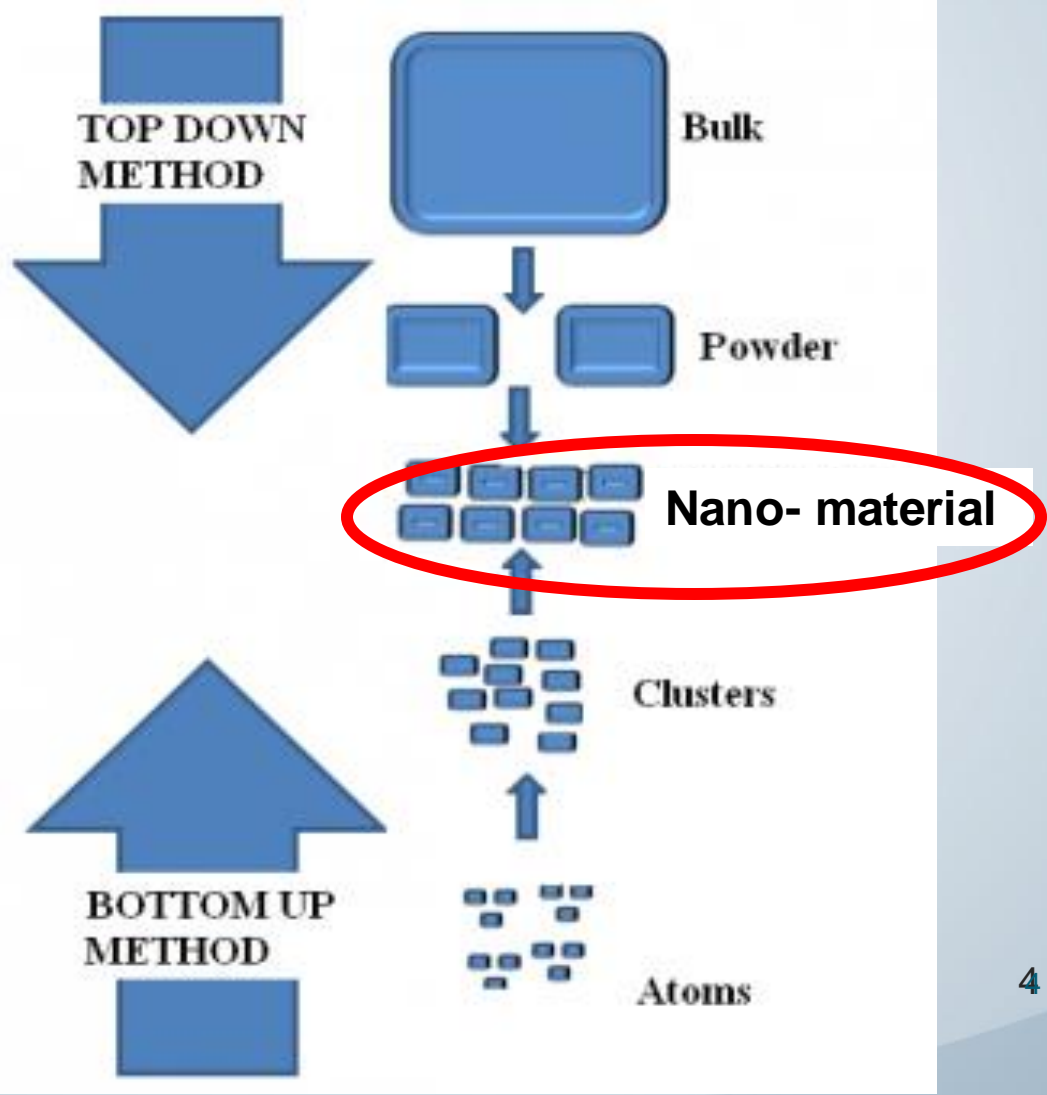 TOP DOWN
METHOD
Bulk
Powder
Nano- material
Clusters
BOTTOM UP
METHOD
Atoms
4